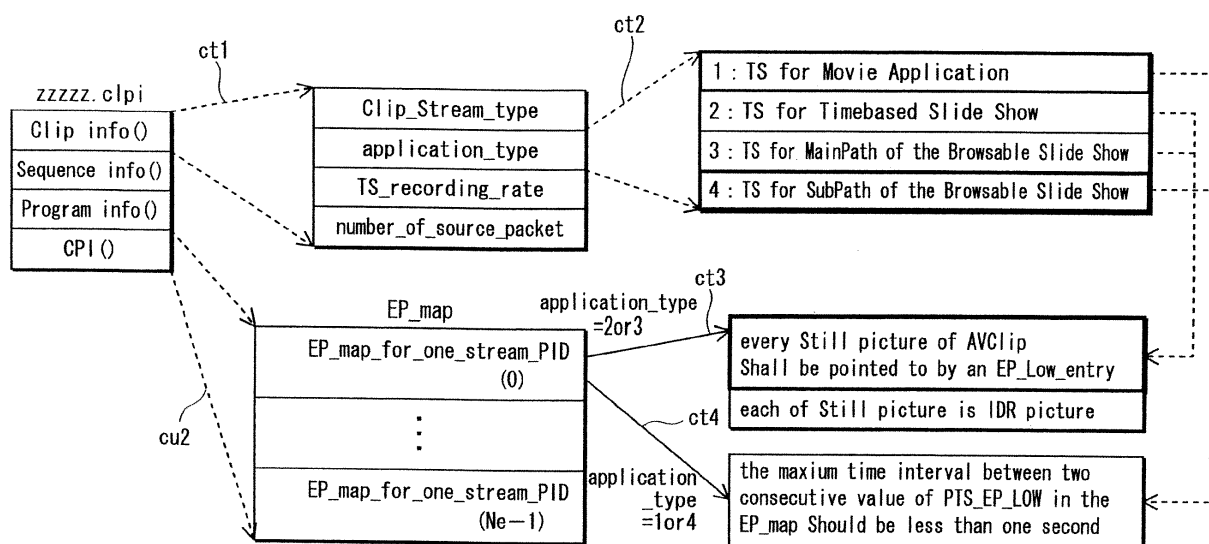 ct1
ct2
zzzzz.clpi
Clip info()
Sequence info()
Program info()
CPI()
Clip_Stream_type
application_type
TS_recording_rate
number_of_source_packet
1 : TS for Movie Application
2 : TS for Timebased Slide Show
3 : TS for MainPath of the Browsable Slide Show
4 : TS for SubPath of the Browsable Slide Show
cu2
EP_map
EP_map_for_one_stream_PID
(0)
⋮
EP_map_for_one_stream_PID
(Ne−1)
application_type
=2or3
ct3
every Still picture of AVClip
Shall be pointed to by an EP_Low_entry
each of Still picture is IDR picture
ct4
application
_type
=1or4
the maxium time interval between two
consecutive value of PTS_EP_LOW in the
EP_map Should be less than one second